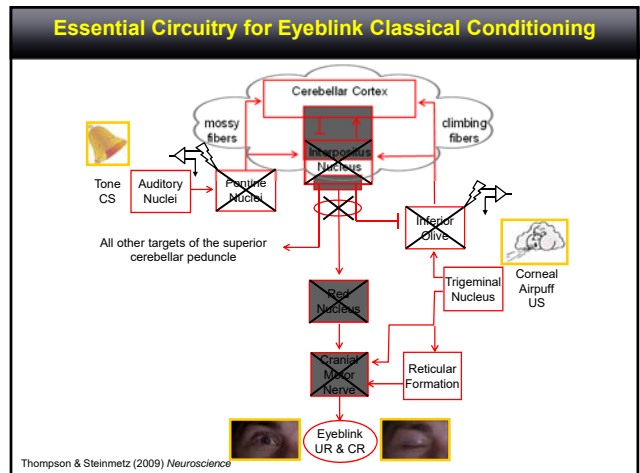 Essential Circuitry for Eyeblink Classical Conditioning
Cerebellar Cortex
mossy
fibers
climbing
fibers
Interpositus
Nucleus
Tone
CS
Auditory
Nuclei
Pontine
Nuclei
Inferior
Olive
All other targets of the superior
cerebellar peduncle
Trigeminal
Nucleus
Corneal
Airpuff
US
Red
Nucleus
Cranial
Motor
Nerve
Reticular
Formation
Eyeblink
UR & CR
Thompson & Steinmetz (2009) Neuroscience